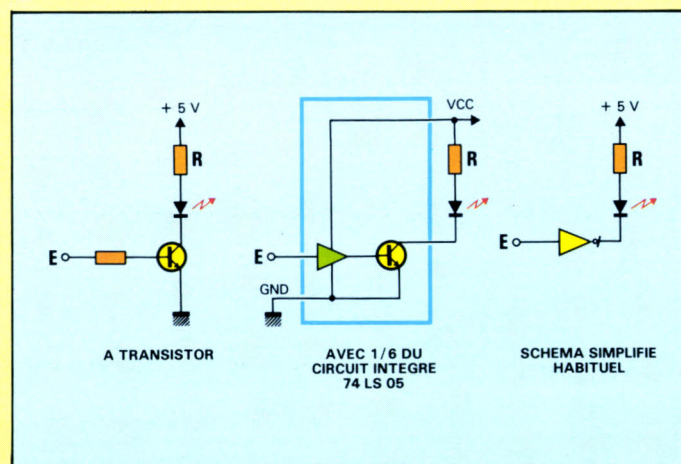 + 5 V
R
E
A TRANSISTOR
VCC
R
E
GND
AVEC 1/6 DU
CIRCUIT INTEGRE
74 LS 05
+ 5 V
R
E
SCHEMA SIMPLIFIE
HABITUEL